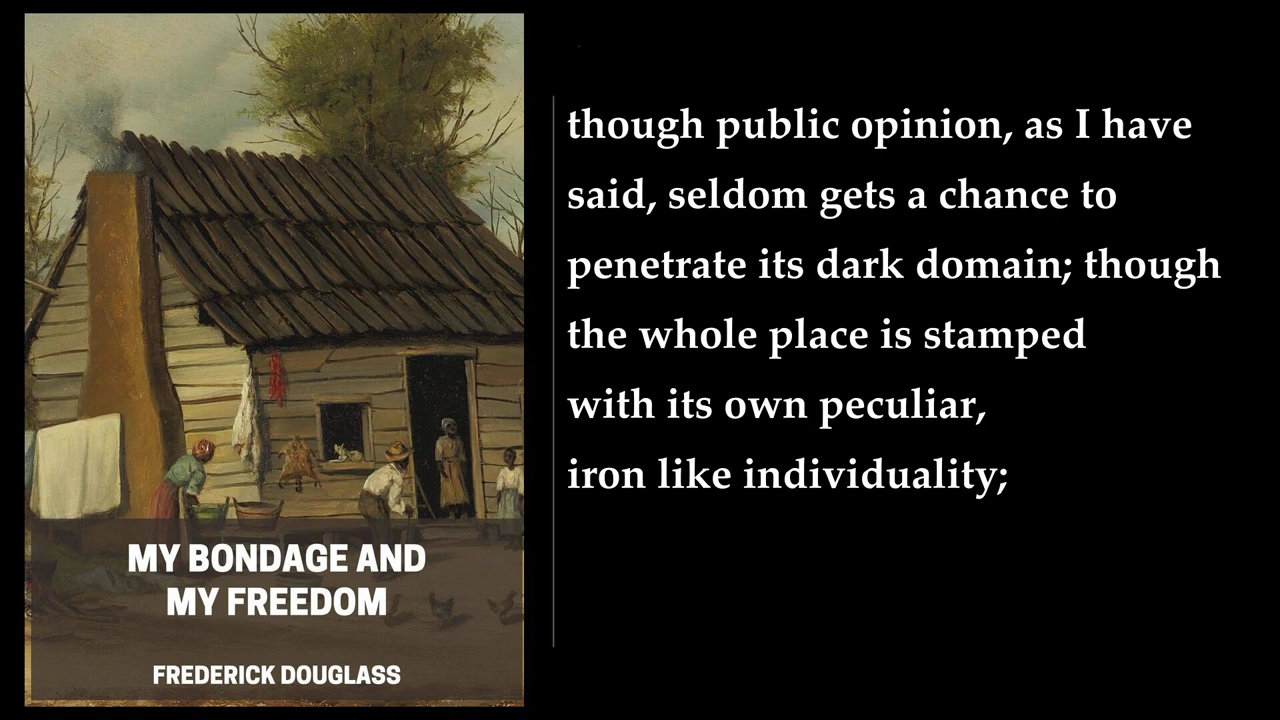 MY BONDAGE AND
MY FREEDOM
FREDERICK DOUGLASS
though public opinion, as I have
said, seldom gets a chance to
penetrate its dark domain; though
the whole place is stamped
with its own peculiar,
iron like individuality;